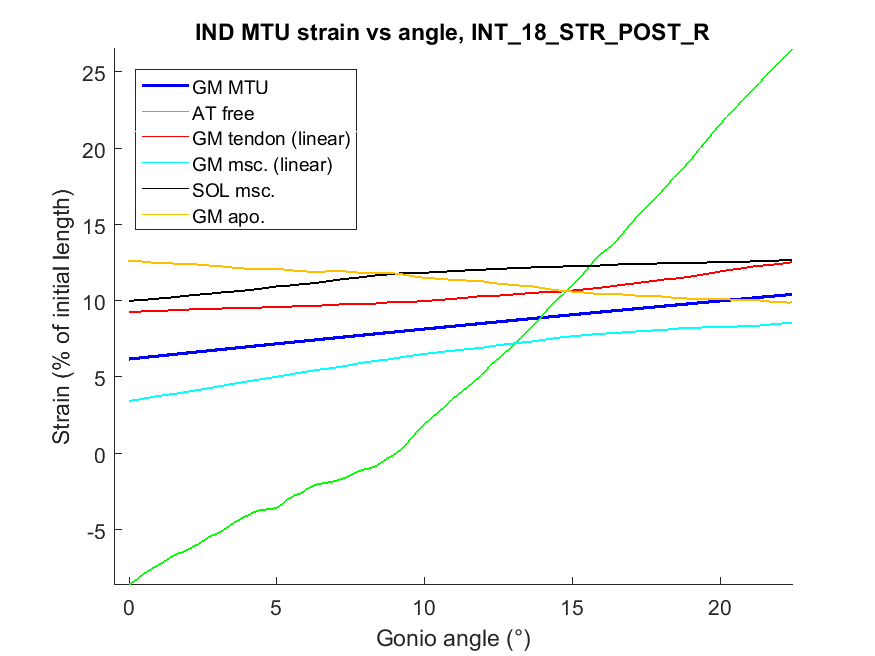 IND MTU strain vs angle, INT_18_STR_POST_R
25
20
15
10
5
0
-5
Strain (% of initial length)
GM MTU
AT free
GM tendon (linear)
GM msc. (linear)
SOL msc.
GM apo.
0 5 10 15 20
Gonio angle (°)